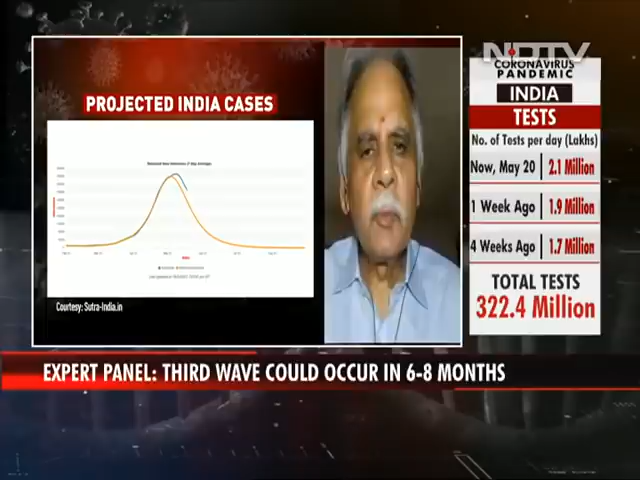 NDTV
CORONAVIRUS
PANDEMIC
INDIA
TESTS
No. of Tests per day (Lakhs)
Now, May 20 2.1 Million
1 Week Ago 1.9 Million
4 Weeks Ago 1.7 Million
TOTAL TESTS
322.4 Million
PROJECTED INDIA CASES
Courtesy: Sutra-India.in
EXPERT PANEL: THIRD WAVE COULD OCCUR IN 6-8 MONTHS